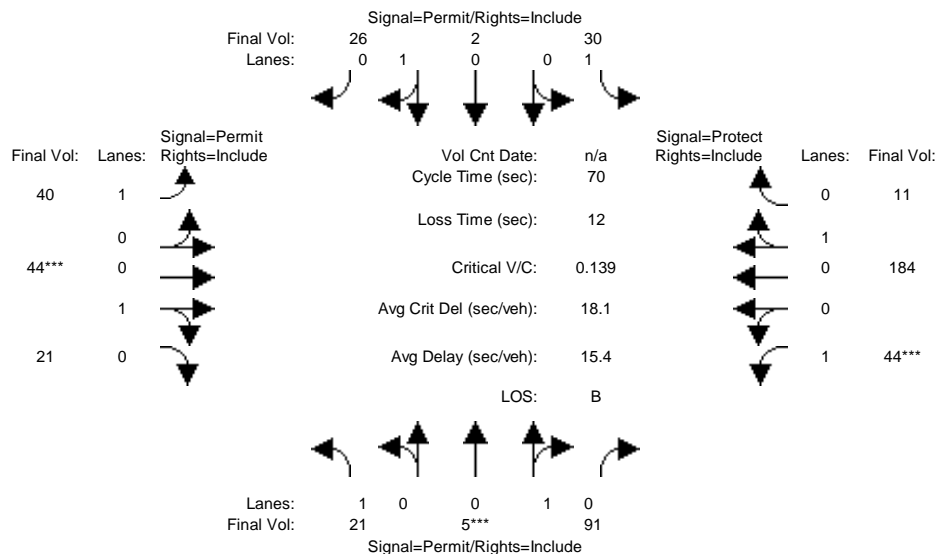 Signal=Permit/Rights=Include
Final Vol: 26 2 30
Lanes: 0 1 0 0 1
Signal=Permit Signal=Protect
Final Vol: Lanes: Rights=Include Vol Cnt Date: n/a Rights=Include Lanes: Final Vol:
Cycle Time (sec): 70
40 1 0 11
Loss Time (sec): 12
0 1
44*** 0 Critical V/C: 0.139 0 184
1 Avg Crit Del (sec/veh): 18.1 0
21 0 Avg Delay (sec/veh): 15.4 1 44***
LOS: B
Lanes: 1 0 0 1 0
Final Vol: 21 5*** 91
Signal=Permit/Rights=Include